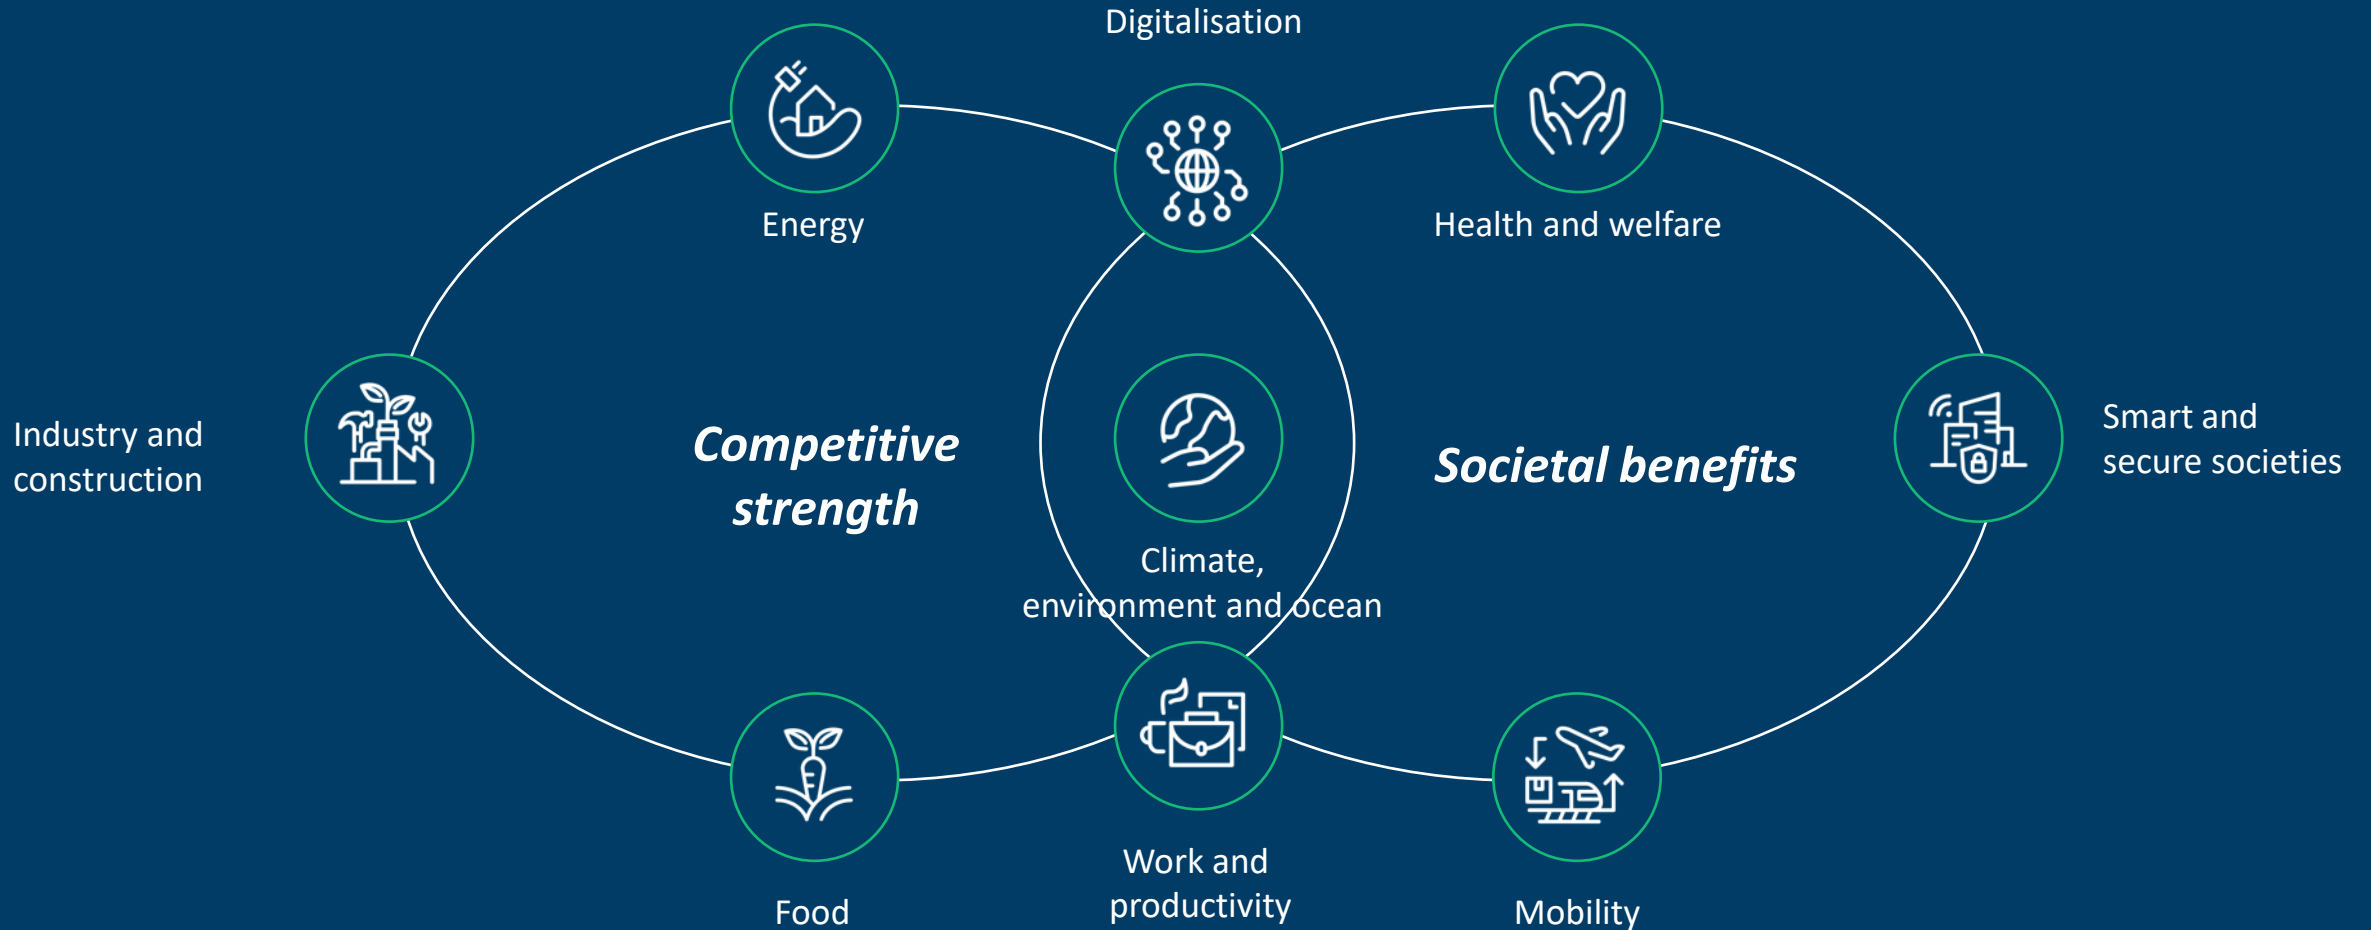 Digitalisation
Energy
Health and welfare
Industry and
construction
Competitive
strength
Societal benefits
Smart and
secure societies
Climate,
environment and ocean
Work and
productivity
Food
Mobility